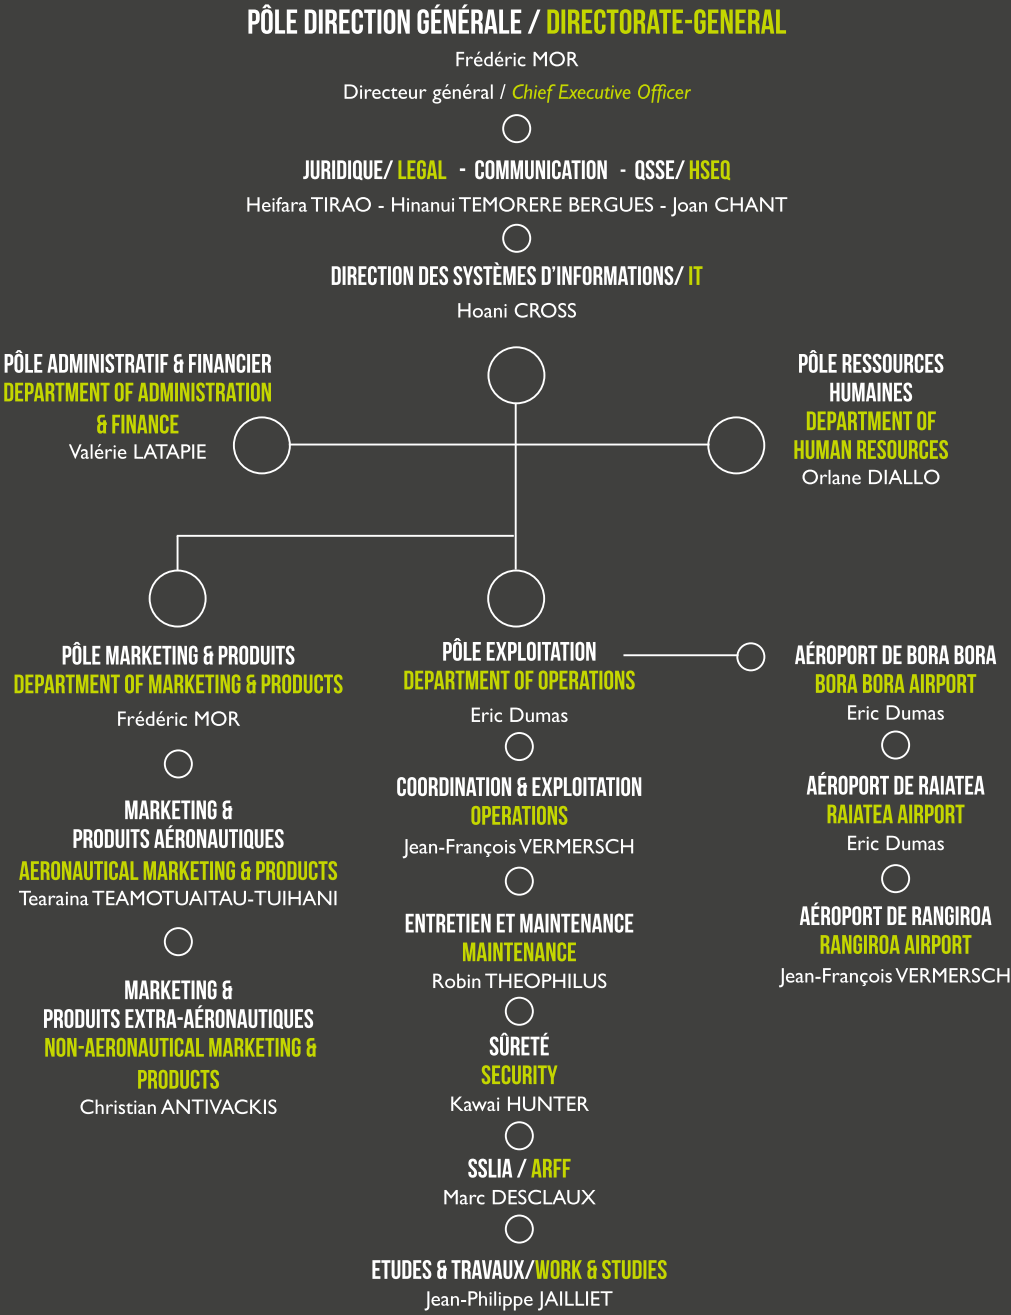 PÔLE DIRECTION GÉNÉRALE / DIRECTORATE-GENERAL
Frédéric MOR
Directeur général / Chief Executive Officer
JURIDIQUE/ LEGAL - COMMUNICATION - QSSE/ HSEQ
Heifara TIRAO - Hinanui TEMORERE BERGUES - Joan CHANT
DIRECTION DES SYSTÈMES D'INFORMATIONS/ IT
Hoani CROSS
PÔLE ADMINISTRATIF & FINANCIER
DEPARTMENT OF ADMINISTRATION
& FINANCE
Valérie LATAPIE
PÔLE RESSOURCES
HUMAINES
DEPARTMENT OF
HUMAN RESOURCES
Orlane DIALLO
PÔLE MARKETING & PRODUITS
DEPARTMENT OF MARKETING & PRODUCTS
Frédéric MOR
MARKETING &
PRODUITS AÉRONAUTIQUES
AERONAUTICAL MARKETING & PRODUCTS
Tearaina TEAMOTUAITAU-TUIHANI
MARKETING &
PRODUITS EXTRA-AÉRONAUTIQUES
NON-AERONAUTICAL MARKETING &
PRODUCTS
Christian ANTIVACKIS
PÔLE EXPLOITATION
DEPARTMENT OF OPERATIONS
Eric Dumas
COORDINATION & EXPLOITATION
OPERATIONS
Jean-François VERMERSCH
ENTRETIEN ET MAINTENANCE
MAINTENANCE
Robin THEOPHILUS
SÛRETÉ
SECURITY
Kawai HUNTER
SSLIA / ARFF
Marc DESCLAUX
ETUDES & TRAVAUX/WORK & STUDIES
Jean-Philippe JAILLIET
AÉROPORT DE BORA BORA
BORA BORA AIRPORT
Eric Dumas
AÉROPORT DE RAIATEA
RAIATEA AIRPORT
Eric Dumas
AÉROPORT DE RANGIROA
RANGIROA AIRPORT
Jean-François VERMERSCH